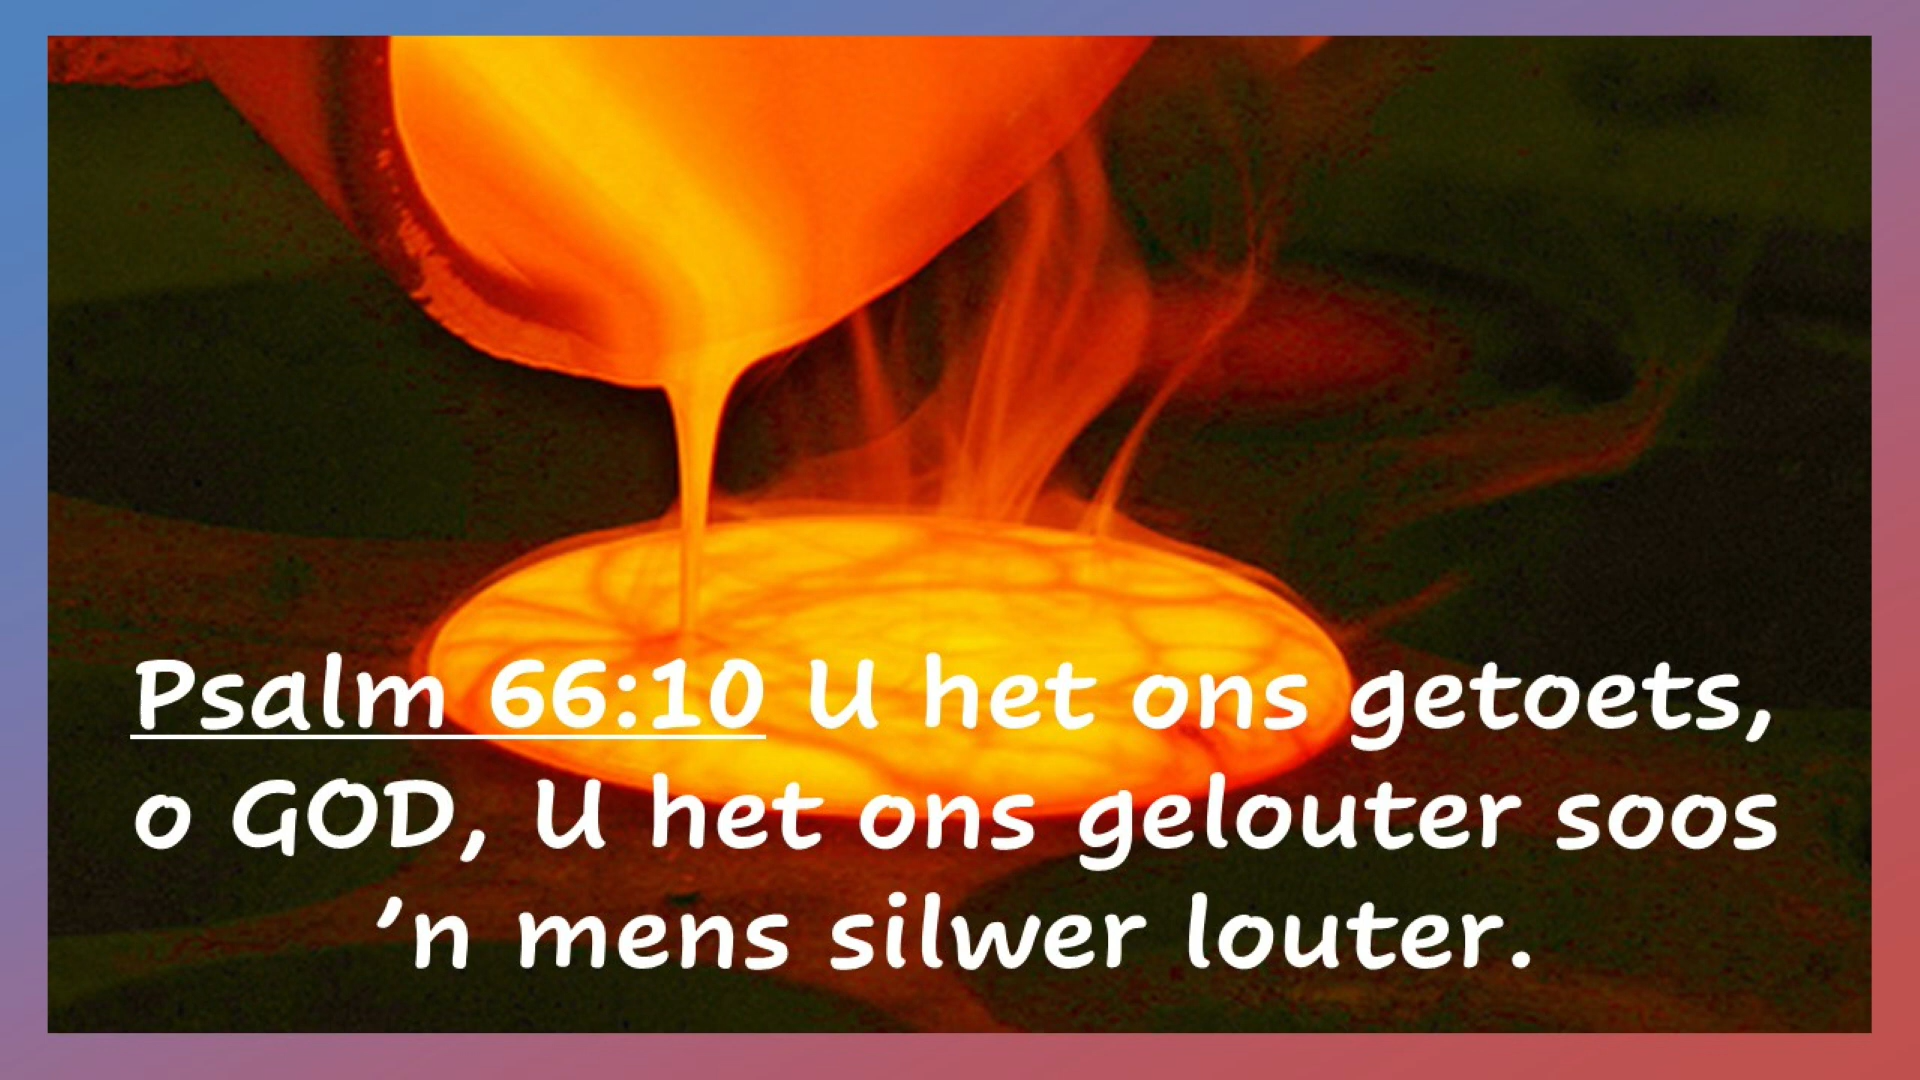 Psalm 66:10 U het ons getoets,
o GOD, U het ons gelouter soos
’n mens silwer louter.